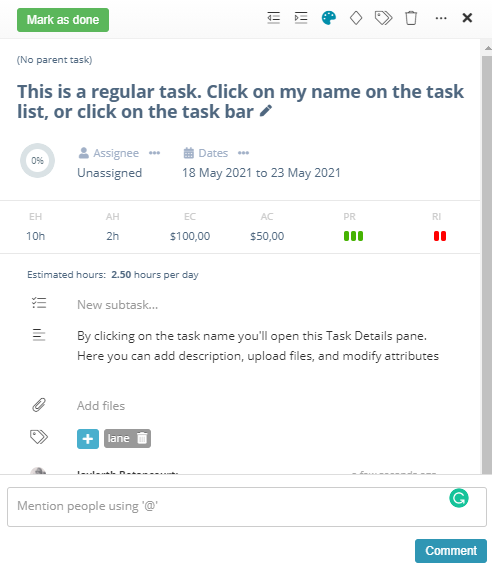 Mark as done
(No parent task)
This is a regular task. Click on my name on the task
list, or click on the task bar
0%
Assignee
Dates
Unassigned
18 May 2021 to 23 May 2021
EH AH EC AC PR RI
10h 2h $100,00 $50,00
Estimated hours: 2.50 hours per day
New subtask...
By clicking on the task name you'll open this Task Details pane.
Here you can add description, upload files, and modify attributes
Add files
lane
a few seconds ago
Mention people using '@'
Comment